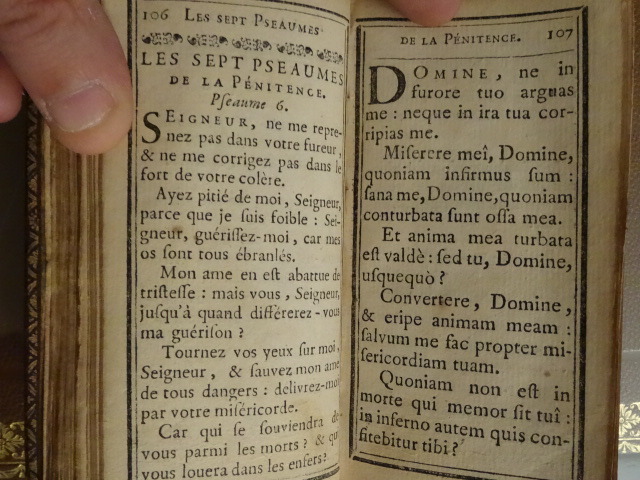 106 LES SEPT PSEAUMES
LES SEPT PSEAUMES
DE LA PÉNITENCE.
Pſeaume 6.
SEIGNEUR, ne me repre-
nez pas dans votre fureur,
& ne me corrigez pas dans le
fort de votre colère.
Ayez pitié de moi, Seigneur,
parce que je ſuis foible : Sei-
gneur, guériſſez-moi, car mes
os ſont tous ébranlés.
Mon ame en eſt abattue de
triſteſſe : mais vous, Seigneur,
juſqu'à quand différerez-vous
ma guériſon ?
Tournez vos yeux ſur moi,
Seigneur, & ſauvez mon ame
de tous dangers : delivrez-moi
par votre miſéricorde.
Car qui ſe ſouviendra de
vous parmi les morts ? & qui
vous louera dans les enfers ?
DE LA PÉNITENCE. 107
DOMINE, ne in
furore tuo arguas
me : neque in ira tua cor-
ripias me.
Miſerere meî, Domine,
quoniam infirmus ſum :
ſana me, Domine, quoniam
conturbata ſunt oſſa mea.
Et anima mea turbata
eſt valdè : ſed tu, Domine,
uſquequò ?
Convertere, Domine,
& eripe animam meam :
ſalvum me fac propter mi-
ſericordiam tuam.
Quoniam non eſt in
morte qui memor ſit tuî :
in inferno autem quis con-
fitebitur tibi ?